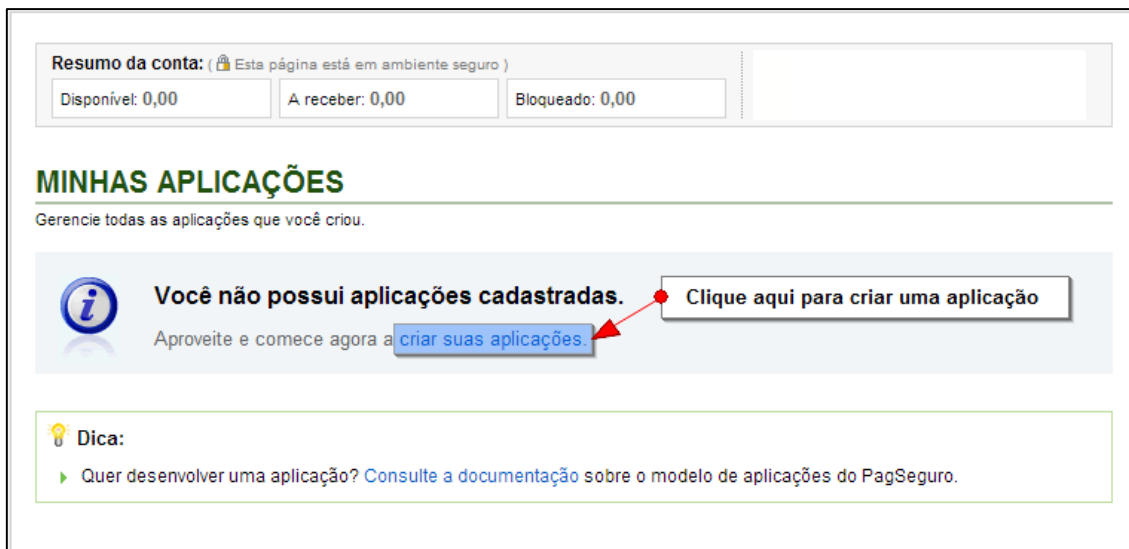 Resumo da conta: ( Esta página está em ambiente seguro )
Disponível: 0,00 A receber: 0,00 Bloqueado: 0,00
MINHAS APLICAÇÕES
Gerencie todas as aplicações que você criou.
Você não possui aplicações cadastradas.
Clique aqui para criar uma aplicação
Aproveite e comece agora a criar suas aplicações.
Dica:
Quer desenvolver uma aplicação? Consulte a documentação sobre o modelo de aplicações do PagSeguro.